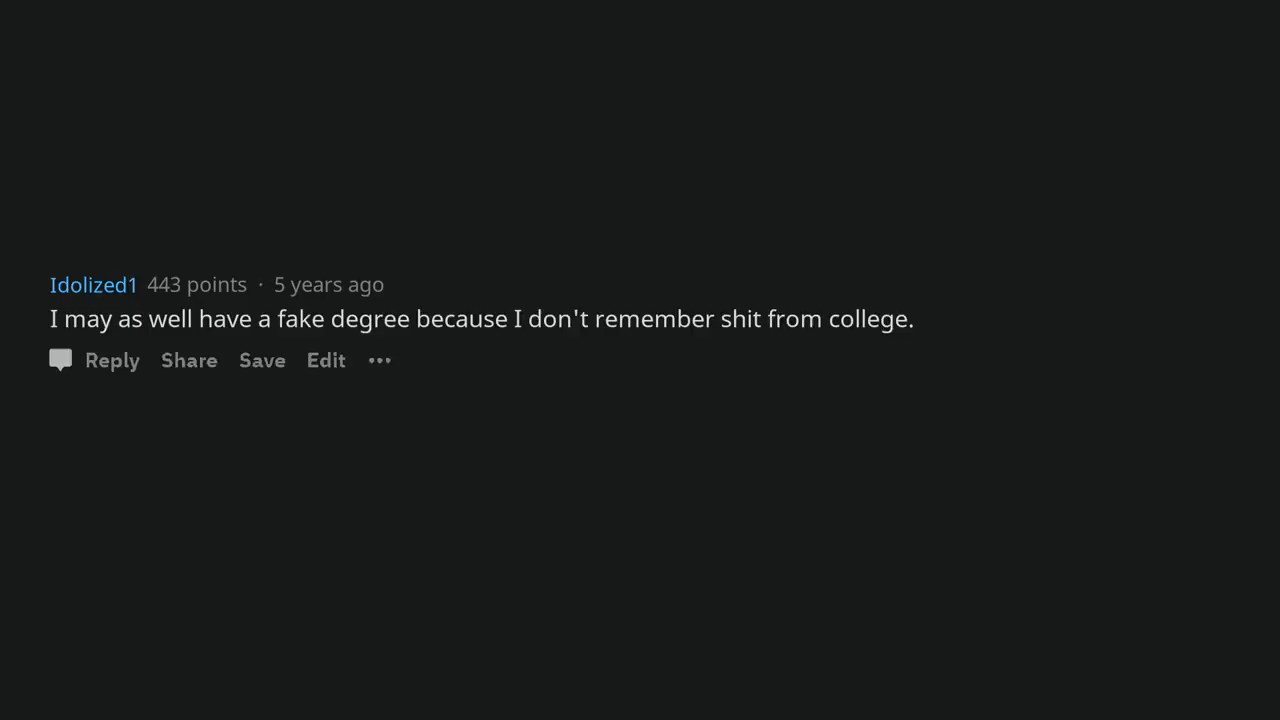 Idolized1 443 points · 5 years ago
I may as well have a fake degree because I don't remember shit from college.
Reply Share Save Edit •••